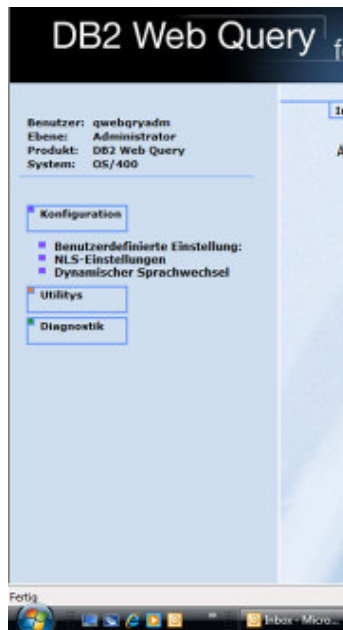 DB2 Web Query
Benutzer: qwebqryadm
Ebene: Administrator
Produkt: DB2 Web Query
System: OS/400
Konfiguration
Benutzerdefinierte Einstellung:
NLS-Einstellungen
Dynamischer Sprachwechsel
Utilitys
Diagnostik
Fertig
Inbox - Micro...